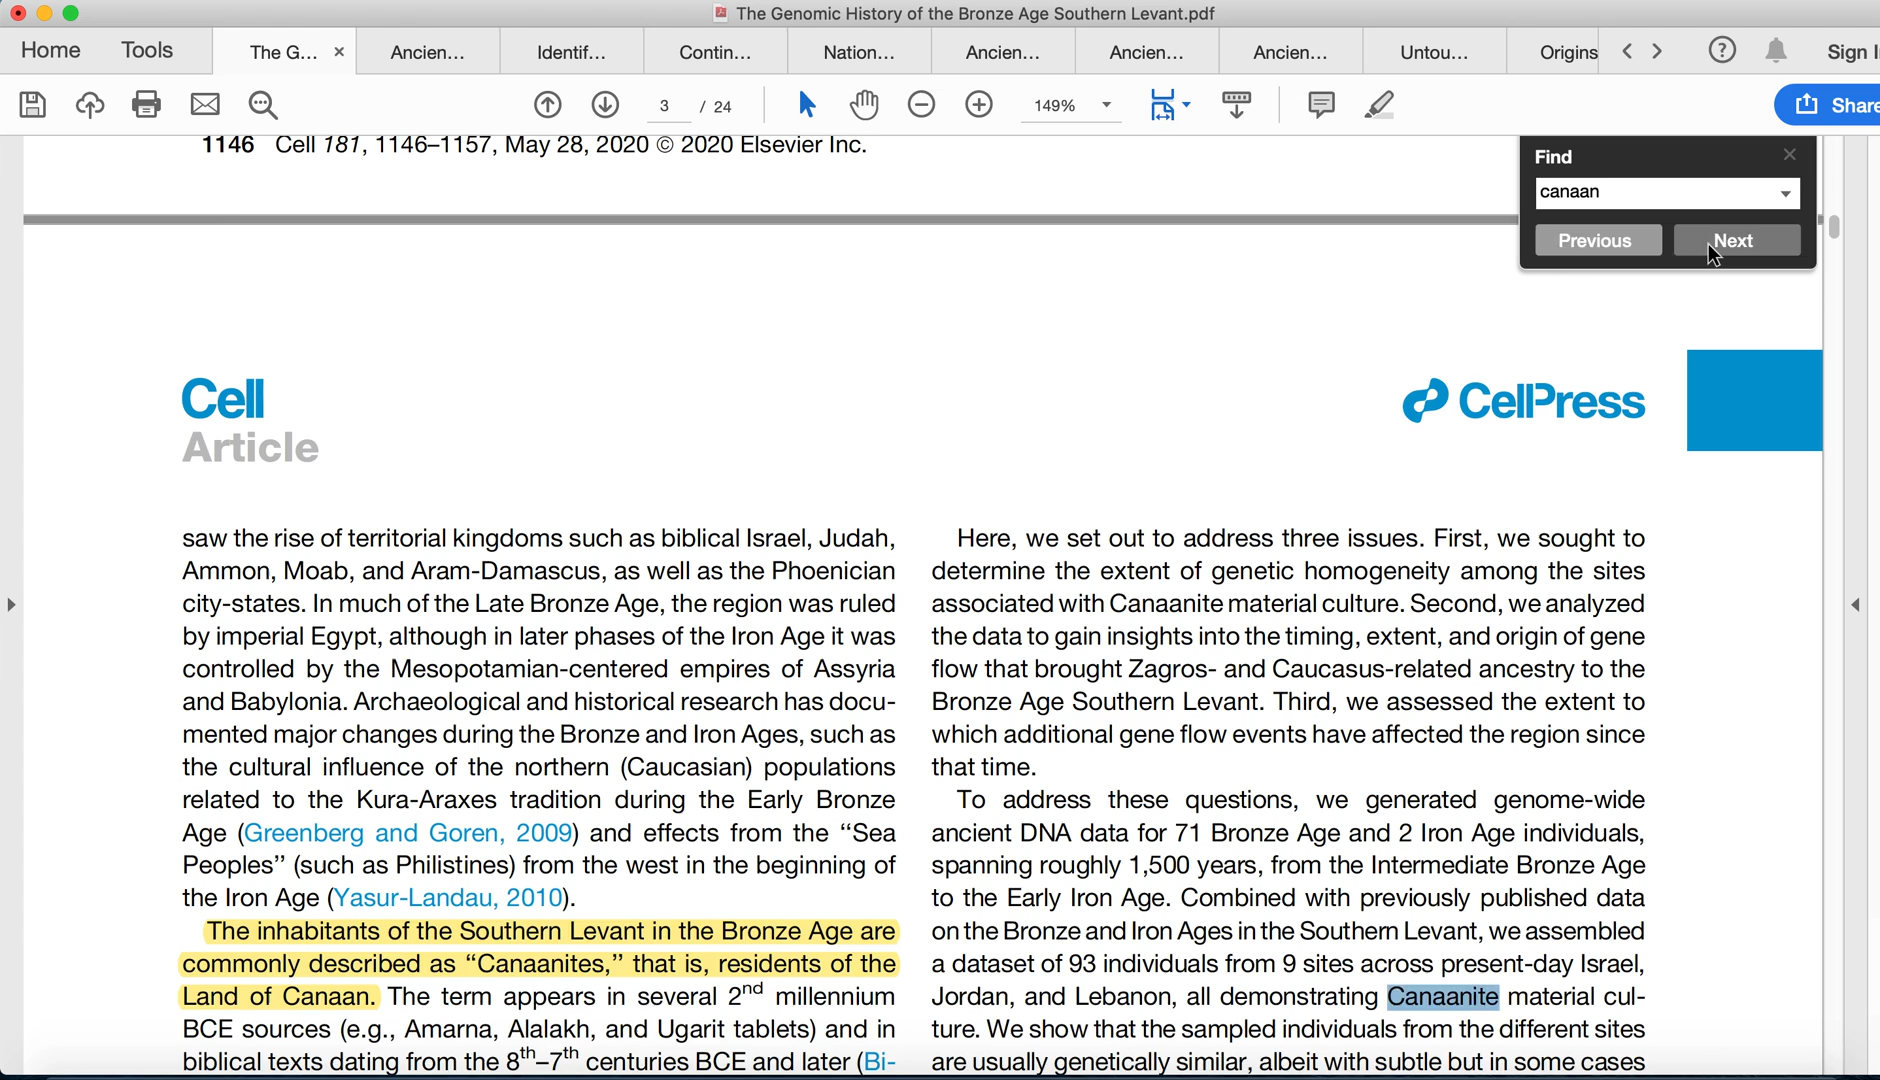 The Genomic History of the Bronze Age Southern Levant.pdf
Home Tools The G... × Ancien... Identif... Contin... Nation... Ancien... Ancien... Ancien... Untou... Origins < > ? Sign I
3 / 24 149% Share
1146 Cell 181, 1146–1157, May 28, 2020 © 2020 Elsevier Inc.
Find
canaan
Previous Next
Cell
Article
CellPress
saw the rise of territorial kingdoms such as biblical Israel, Judah,
Ammon, Moab, and Aram-Damascus, as well as the Phoenician
city-states. In much of the Late Bronze Age, the region was ruled
by imperial Egypt, although in later phases of the Iron Age it was
controlled by the Mesopotamian-centered empires of Assyria
and Babylonia. Archaeological and historical research has docu-
mented major changes during the Bronze and Iron Ages, such as
the cultural influence of the northern (Caucasian) populations
related to the Kura-Araxes tradition during the Early Bronze
Age (Greenberg and Goren, 2009) and effects from the ‘‘Sea
Peoples’’ (such as Philistines) from the west in the beginning of
the Iron Age (Yasur-Landau, 2010).
The inhabitants of the Southern Levant in the Bronze Age are
commonly described as ‘‘Canaanites,’’ that is, residents of the
Land of Canaan. The term appears in several 2nd millennium
BCE sources (e.g., Amarna, Alalakh, and Ugarit tablets) and in
biblical texts dating from the 8th–7th centuries BCE and later (Bi-
Here, we set out to address three issues. First, we sought to
determine the extent of genetic homogeneity among the sites
associated with Canaanite material culture. Second, we analyzed
the data to gain insights into the timing, extent, and origin of gene
flow that brought Zagros- and Caucasus-related ancestry to the
Bronze Age Southern Levant. Third, we assessed the extent to
which additional gene flow events have affected the region since
that time.
To address these questions, we generated genome-wide
ancient DNA data for 71 Bronze Age and 2 Iron Age individuals,
spanning roughly 1,500 years, from the Intermediate Bronze Age
to the Early Iron Age. Combined with previously published data
on the Bronze and Iron Ages in the Southern Levant, we assembled
a dataset of 93 individuals from 9 sites across present-day Israel,
Jordan, and Lebanon, all demonstrating Canaanite material cul-
ture. We show that the sampled individuals from the different sites
are usually genetically similar, albeit with subtle but in some cases